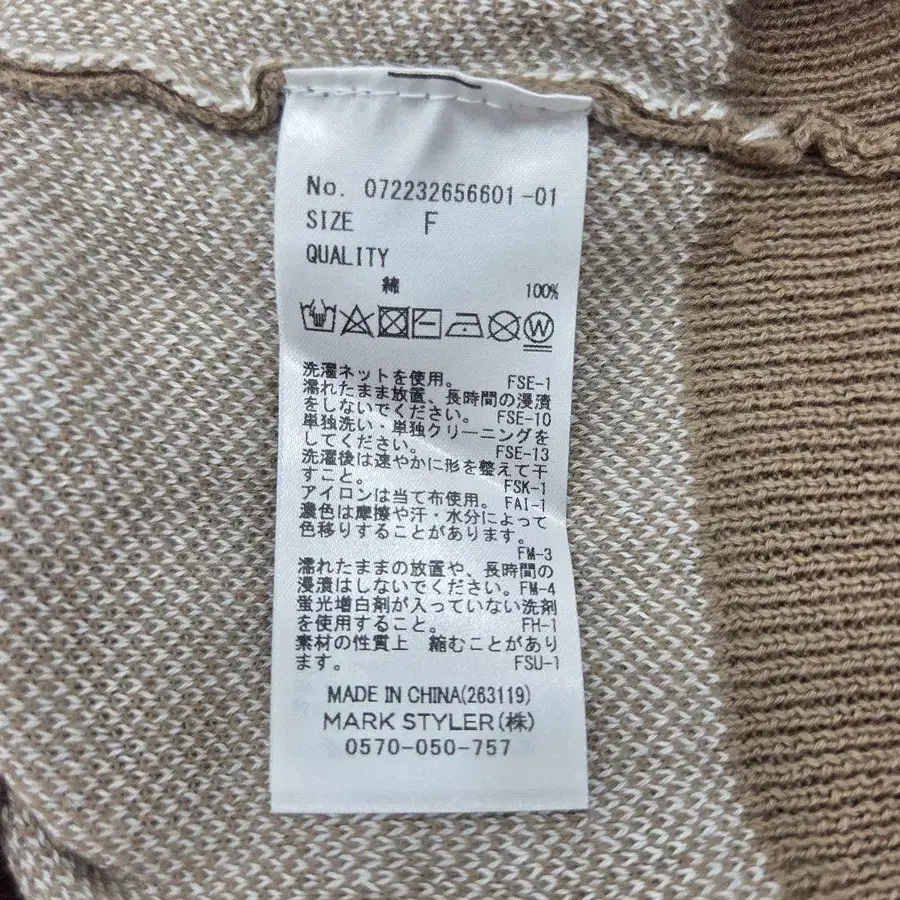 No. 072232656601-01
SIZE F
QUALITY
綿 100%
W
洗濯ネットを使用。 FSE-1
濡れたまま放置、長時間の浸漬
をしないでください。 FSE-10
単独洗い・単独クリーニングを
してください。 FSE-13
洗濯後は速やかに形を整えて干
すこと。 FSK-1
アイロンは当て布使用。 FAI-1
濃色は摩擦や汗・水分によって
色移りすることがあります。
FM-3
濡れたままの放置や、長時間の
浸漬はしないでください。FM-4
蛍光増白剤が入っていない洗剤
を使用すること。 FH-1
素材の性質上 縮むことがあり
ます。 FSU-1
MADE IN CHINA(263119)
MARK STYLER(株)
0570-050-757